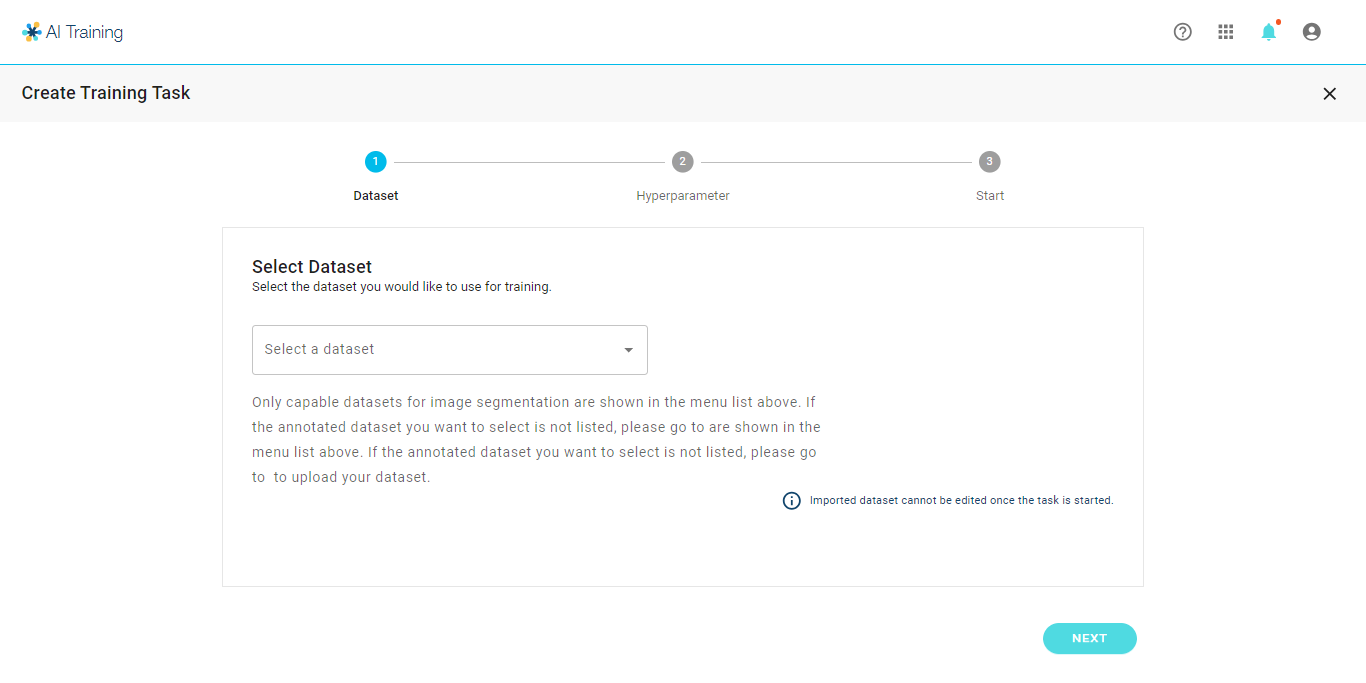 AI Training
Create Training Task
1
2
3
Dataset
Hyperparameter
Start
Select Dataset
Select the dataset you would like to use for training.
Select a dataset
Only capable datasets for image segmentation are shown in the menu list above. If
the annotated dataset you want to select is not listed, please go to are shown in the
menu list above. If the annotated dataset you want to select is not listed, please go
to  to upload your dataset.
Imported dataset cannot be edited once the task is started.
NEXT